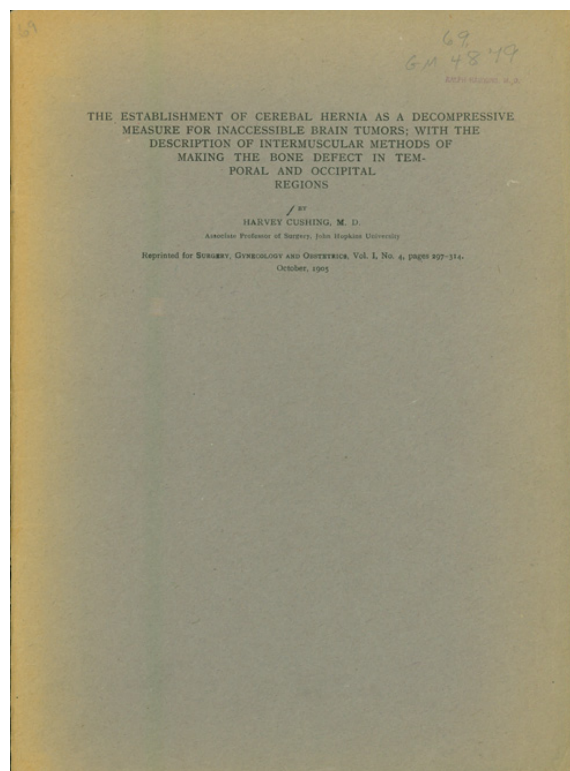 69
69
GM 4849
THE ESTABLISHMENT OF CEREBAL HERNIA AS A DECOMPRESSIVE
MEASURE FOR INACCESSIBLE BRAIN TUMORS; WITH THE
DESCRIPTION OF INTERMUSCULAR METHODS OF
MAKING THE BONE DEFECT IN TEM-
PORAL AND OCCIPITAL
REGIONS
BY
HARVEY CUSHING, M. D.
Associate Professor of Surgery, John Hopkins University
Reprinted for SURGERY, GYNECOLOGY AND OBSTETRICS, Vol. I, No. 4, pages 297-314.
October, 1905